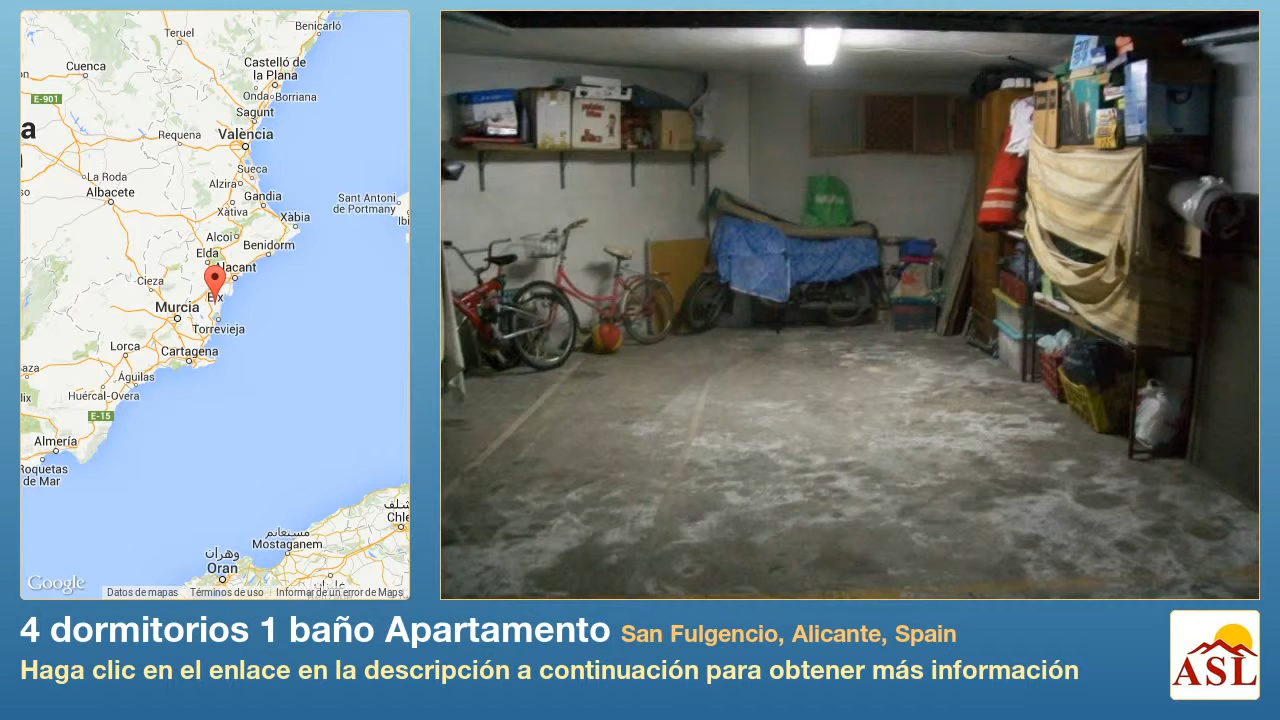 Teruel
Benicarló
Cuenca
Castelló de
la Plana
E-901
Onda
Borriana
Sagunt
a
Requena
València
Sueca
La Roda
Alzira
Albacete
Gandia
Xàtiva
Sant Antoni
de Portmany
Xàbia
Alcoi
Benidorm
Elda
Alacant
Cieza
Elx
Murcia
Torrevieja
Lorca
Cartagena
Águilas
Huércal-Overa
E-15
Almería
Roquetas
de Mar
مستغانم
Mostaganem
وهران
Oran
Google
Datos de mapas Términos de uso Informar de un error de Maps
4 dormitorios 1 baño Apartamento San Fulgencio, Alicante, Spain
Haga clic en el enlace en la descripción a continuación para obtener más información
ASL